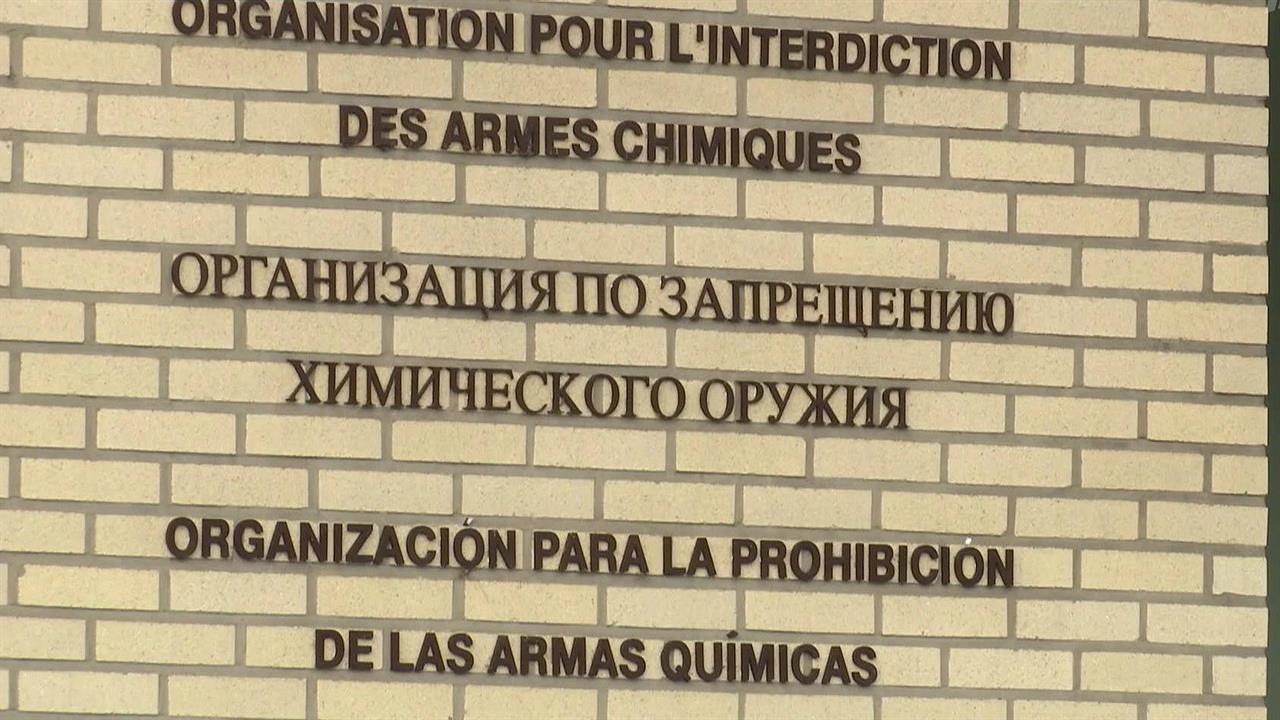 ORGANISATION POUR L'INTERDICTION
DES ARMES CHIMIQUES
ОРГАНИЗАЦИЯ ПО ЗАПРЕЩЕНИЮ
ХИМИЧЕСКОГО ОРУЖИЯ
ORGANIZACIÓN PARA LA PROHIBICIÓN
DE LAS ARMAS QUÍMICAS